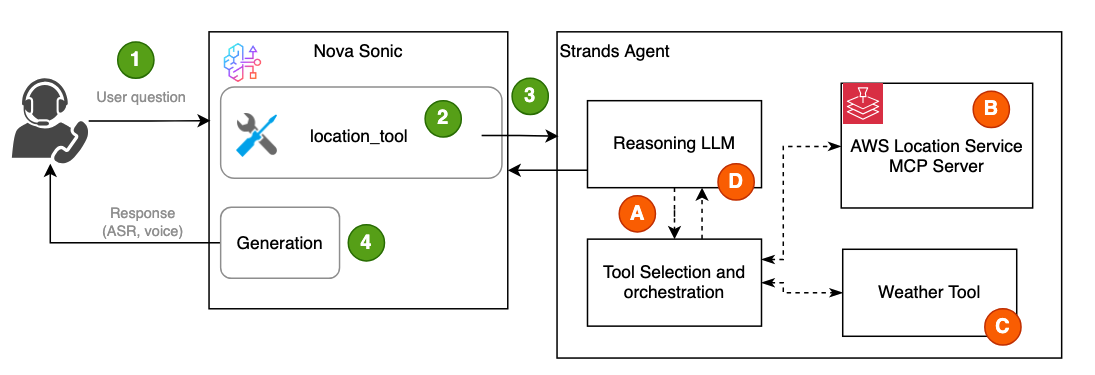 1
User question
Nova Sonic
2
location_tool
3
Response
(ASR, voice)
Generation
4
Strands Agent
Reasoning LLM
D
A
Tool Selection and
orchestration
B
AWS Location Service
MCP Server
Weather Tool
C